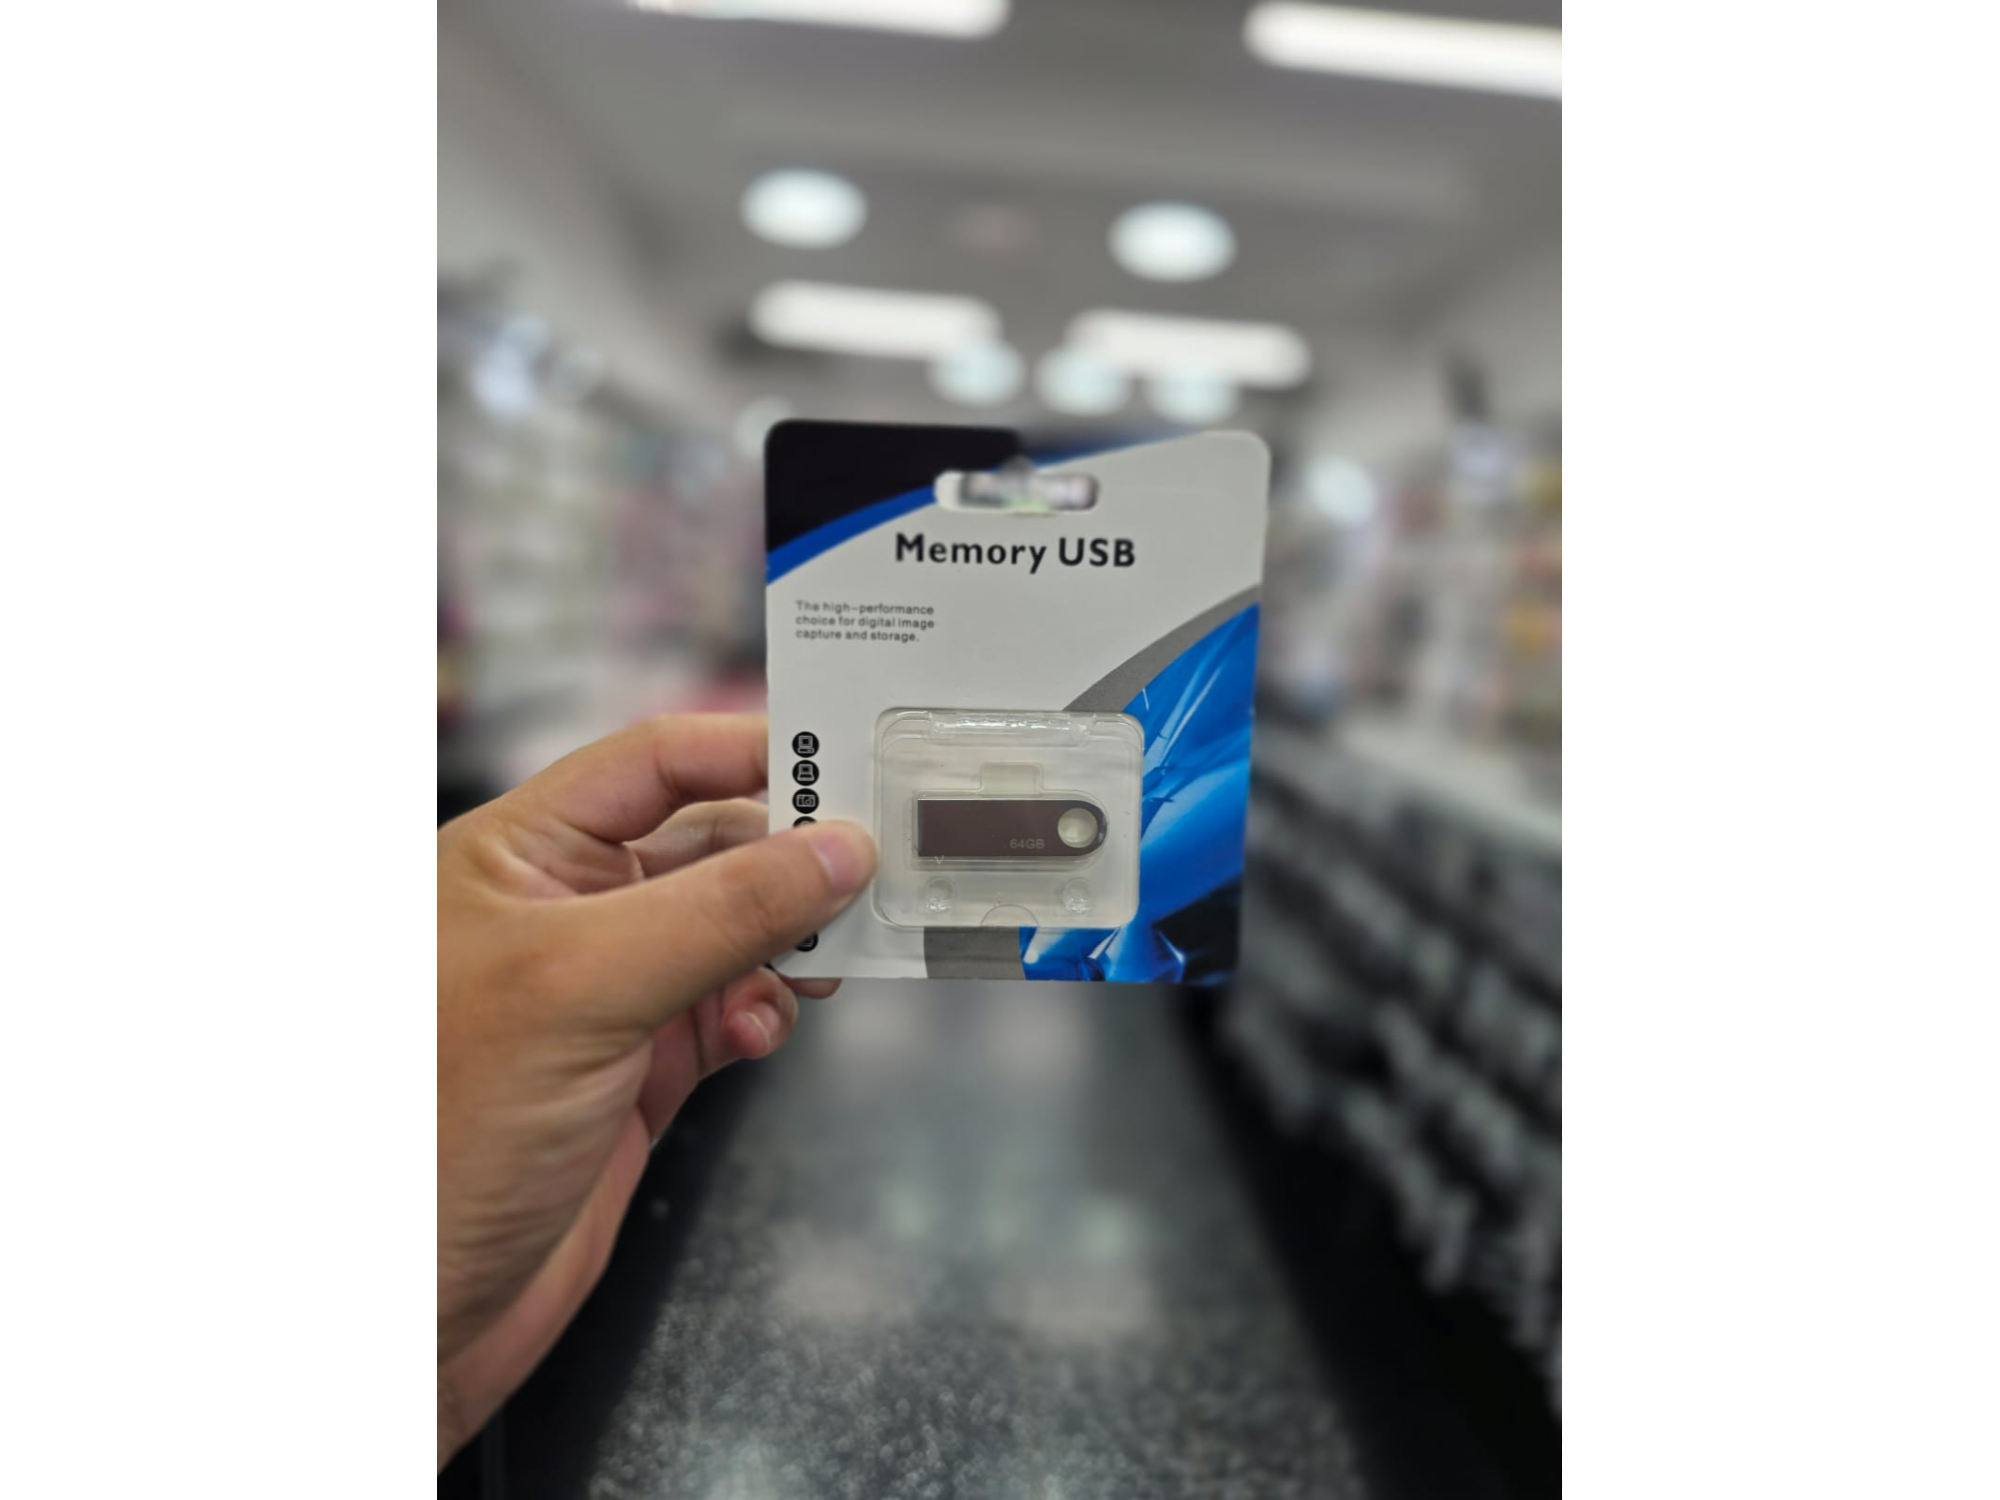 Memory USB
The high-performance
choice for digital image
capture and storage.
64GB